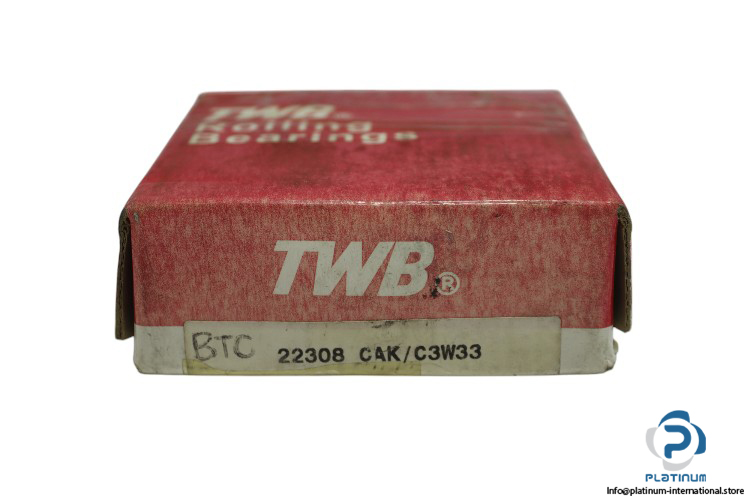 TWB®
Rolling
Bearings
TWB®
BTC 22308 CAK/C3W33
PLATINUM
Info@platinum-international.store